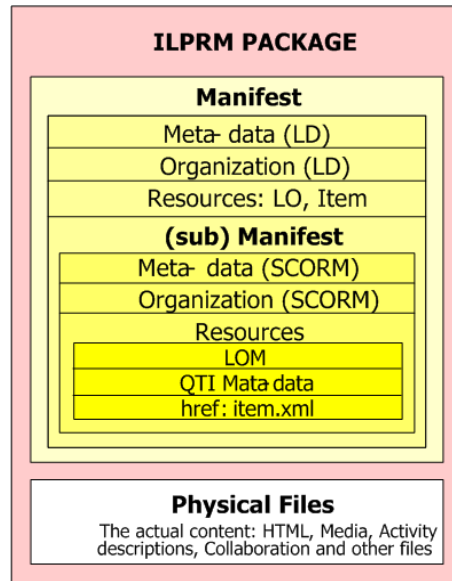 ILPRM PACKAGE
Manifest
Meta- data (LD)
Organization (LD)
Resources: LO, Item
(sub) Manifest
Meta- data (SCORM)
Organization (SCORM)
Resources
LOM
QTI Mata-data
href: item.xml
Physical Files
The actual content: HTML, Media, Activity
descriptions, Collaboration and other files